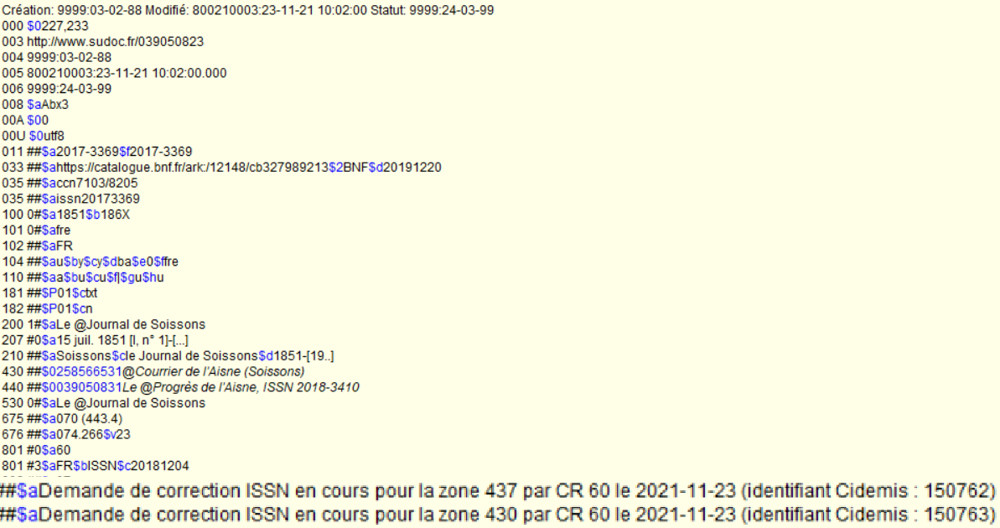 Création: 9999:03-02-88 Modifié: 800210003:23-11-21 10:02:00 Statut: 9999:24-03-99
000 $0227,233
003 http://www.sudoc.fr/039050823
004 9999:03-02-88
005 800210003:23-11-21 10:02:00.000
006 9999:24-03-99
008 $aAbx3
00A $00
00U $0utf8
011 ##$a2017-3369$f2017-3369
033 ##$ahttps://catalogue.bnf.fr/ark:/12148/cb327989213$2BNF$d20191220
035 ##$accn7103/8205
035 ##$aissn20173369
100 0#$a1851$b186X
101 0#$afre
102 ##$aFR
104 ##$au$by$cy$dba$e0$ffre
110 ##$aa$bu$cu$f|$gu$hu
181 ##$P01$ctxt
182 ##$P01$cn
200 1#$aLe @Journal de Soissons
207 #0$a15 juil. 1851 [I, n° 1]-[...]
210 ##$aSoissons$cle Journal de Soissons$d1851-[19..]
430 ##$0258566531@Courrier de l'Aisne (Soissons)
440 ##$0039050831Le @Progrès de l'Aisne, ISSN 2018-3410
530 0#$aLe @Journal de Soissons
675 ##$a070 (443.4)
676 ##$a074.266$v23
801 #0$a60
801 #3$aFR$bISSN$c20181204
##$aDemande de correction ISSN en cours pour la zone 437 par CR 60 le 2021-11-23 (identifiant Cidemis : 150762)
##$aDemande de correction ISSN en cours pour la zone 430 par CR 60 le 2021-11-23 (identifiant Cidemis : 150763)